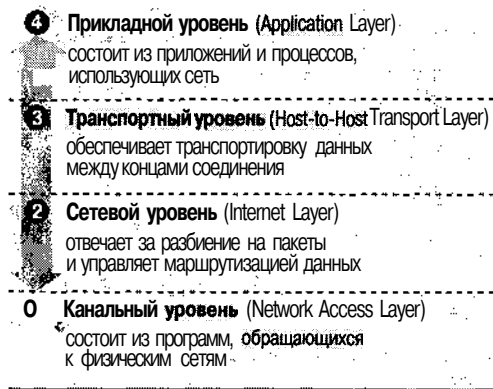 4 Прикладной уровень (Application Layer)
состоит из приложений и процессов,
использующих сеть
3 Транспортный уровень (Host-to-Host Transport Layer)
обеспечивает транспортировку данных
между концами соединения
2 Сетевой уровень (Internet Layer)
отвечает за разбиение на пакеты
и управляет маршрутизацией данных
0 Канальный уровень (Network Access Layer)
состоит из программ, обращающихся
к физическим сетям